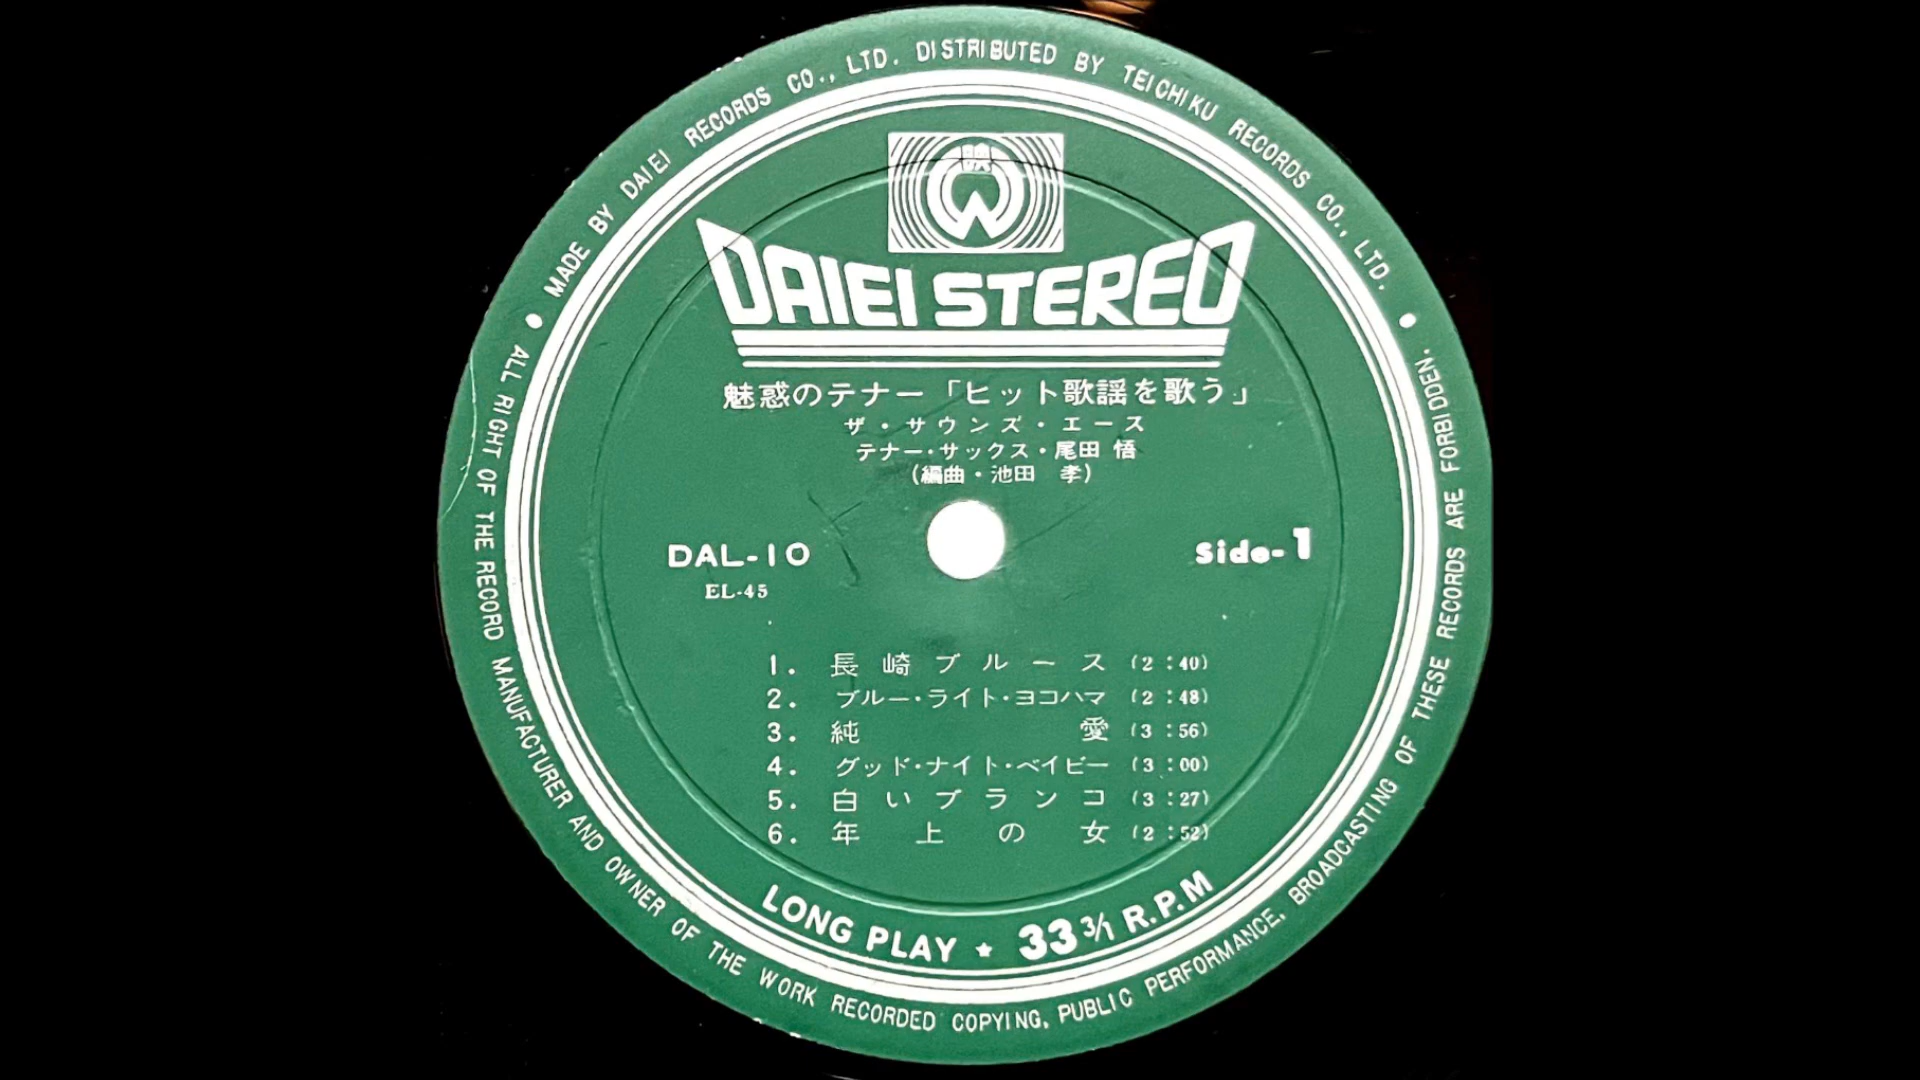 MADE BY DAIEI RECORDS CO., LTD. DISTRIBUTED BY TEICHIKU RECORDS CO., LTD.
映
DAIEI STEREO
魅惑のテナー「ヒット歌謡を歌う」
ザ・サウンズ・エース
テナー・サックス・尾田 悟
(編曲・池田 孝)
DAL-10
EL-45
Side-1
1. 長崎ブルース (2:40)
2. ブルー・ライト・ヨコハマ (2:48)
3. 純愛 (3:56)
4. グッド・ナイト・ベイビー (3:00)
5. 白いブランコ (3:27)
6. 年上の女 (2:52)
LONG PLAY ★ 33 3/1 R.P.M
ALL RIGHT OF THE RECORD MANUFACTURER AND OWNER OF THE WORK RECORDED COPYING, PUBLIC PERFORMANCE, BROADCASTING OF THESE RECORDS ARE FORBIDDEN.